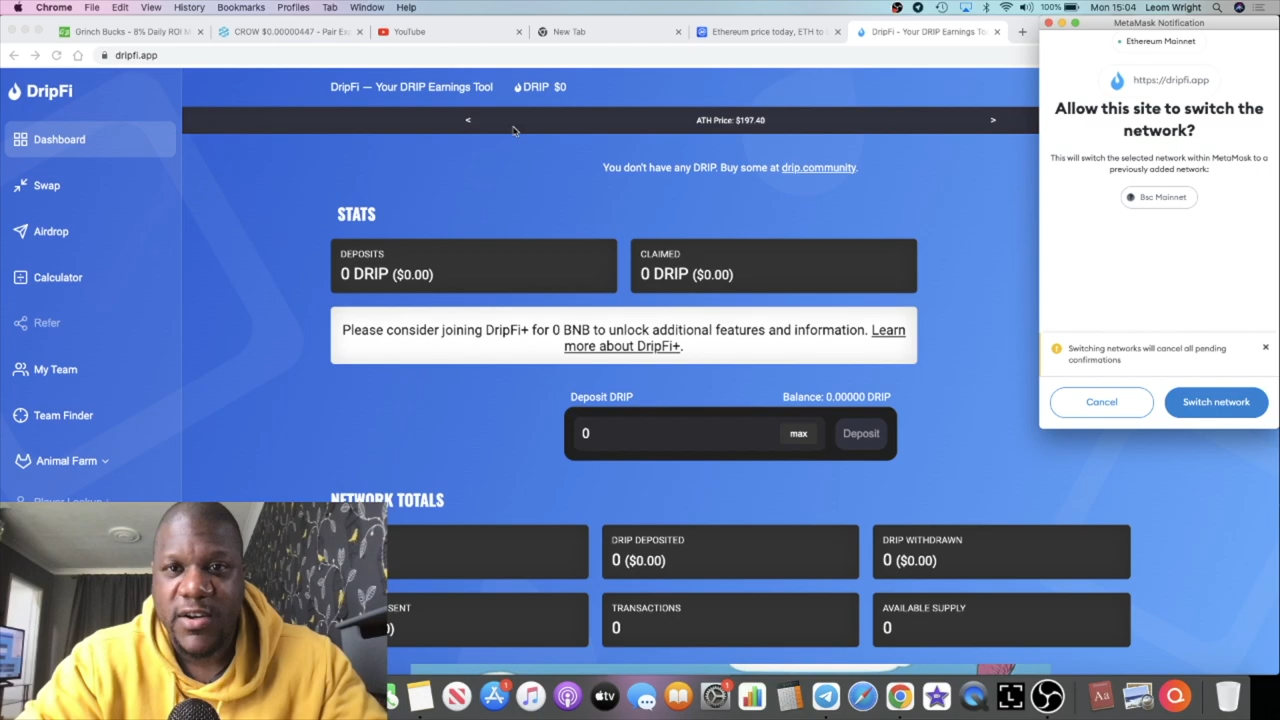 Chrome File Edit View History Bookmarks Profiles Tab Window Help
100% Mon 15:04 Leom Wright
Grinch Bucks - 8% Daily ROI M
CROW $0.00000447 - Pair Ex
YouTube
New Tab
Ethereum price today, ETH to
DripFi - Your DRIP Earnings To
dripfi.app
DripFi
DripFi — Your DRIP Earnings Tool DRIP $0
< ATH Price: $197.40 >
Dashboard
Swap
Airdrop
Calculator
Refer
My Team
Team Finder
Animal Farm
Player Lookup
You don't have any DRIP. Buy some at drip.community.
STATS
DEPOSITS
0 DRIP ($0.00)
CLAIMED
0 DRIP ($0.00)
Please consider joining DripFi+ for 0 BNB to unlock additional features and information. Learn
more about DripFi+.
Deposit DRIP Balance: 0.00000 DRIP
0 max Deposit
NETWORK TOTALS
DRIP DEPOSITED
0 ($0.00)
DRIP WITHDRAWN
0 ($0.00)
SENT
TRANSACTIONS
0
AVAILABLE SUPPLY
0
MetaMask Notification
Ethereum Mainnet
https://dripfi.app
Allow this site to switch the
network?
This will switch the selected network within MetaMask to a
previously added network:
Bsc Mainnet
Switching networks will cancel all pending
confirmations
Cancel Switch network
tv
Aa